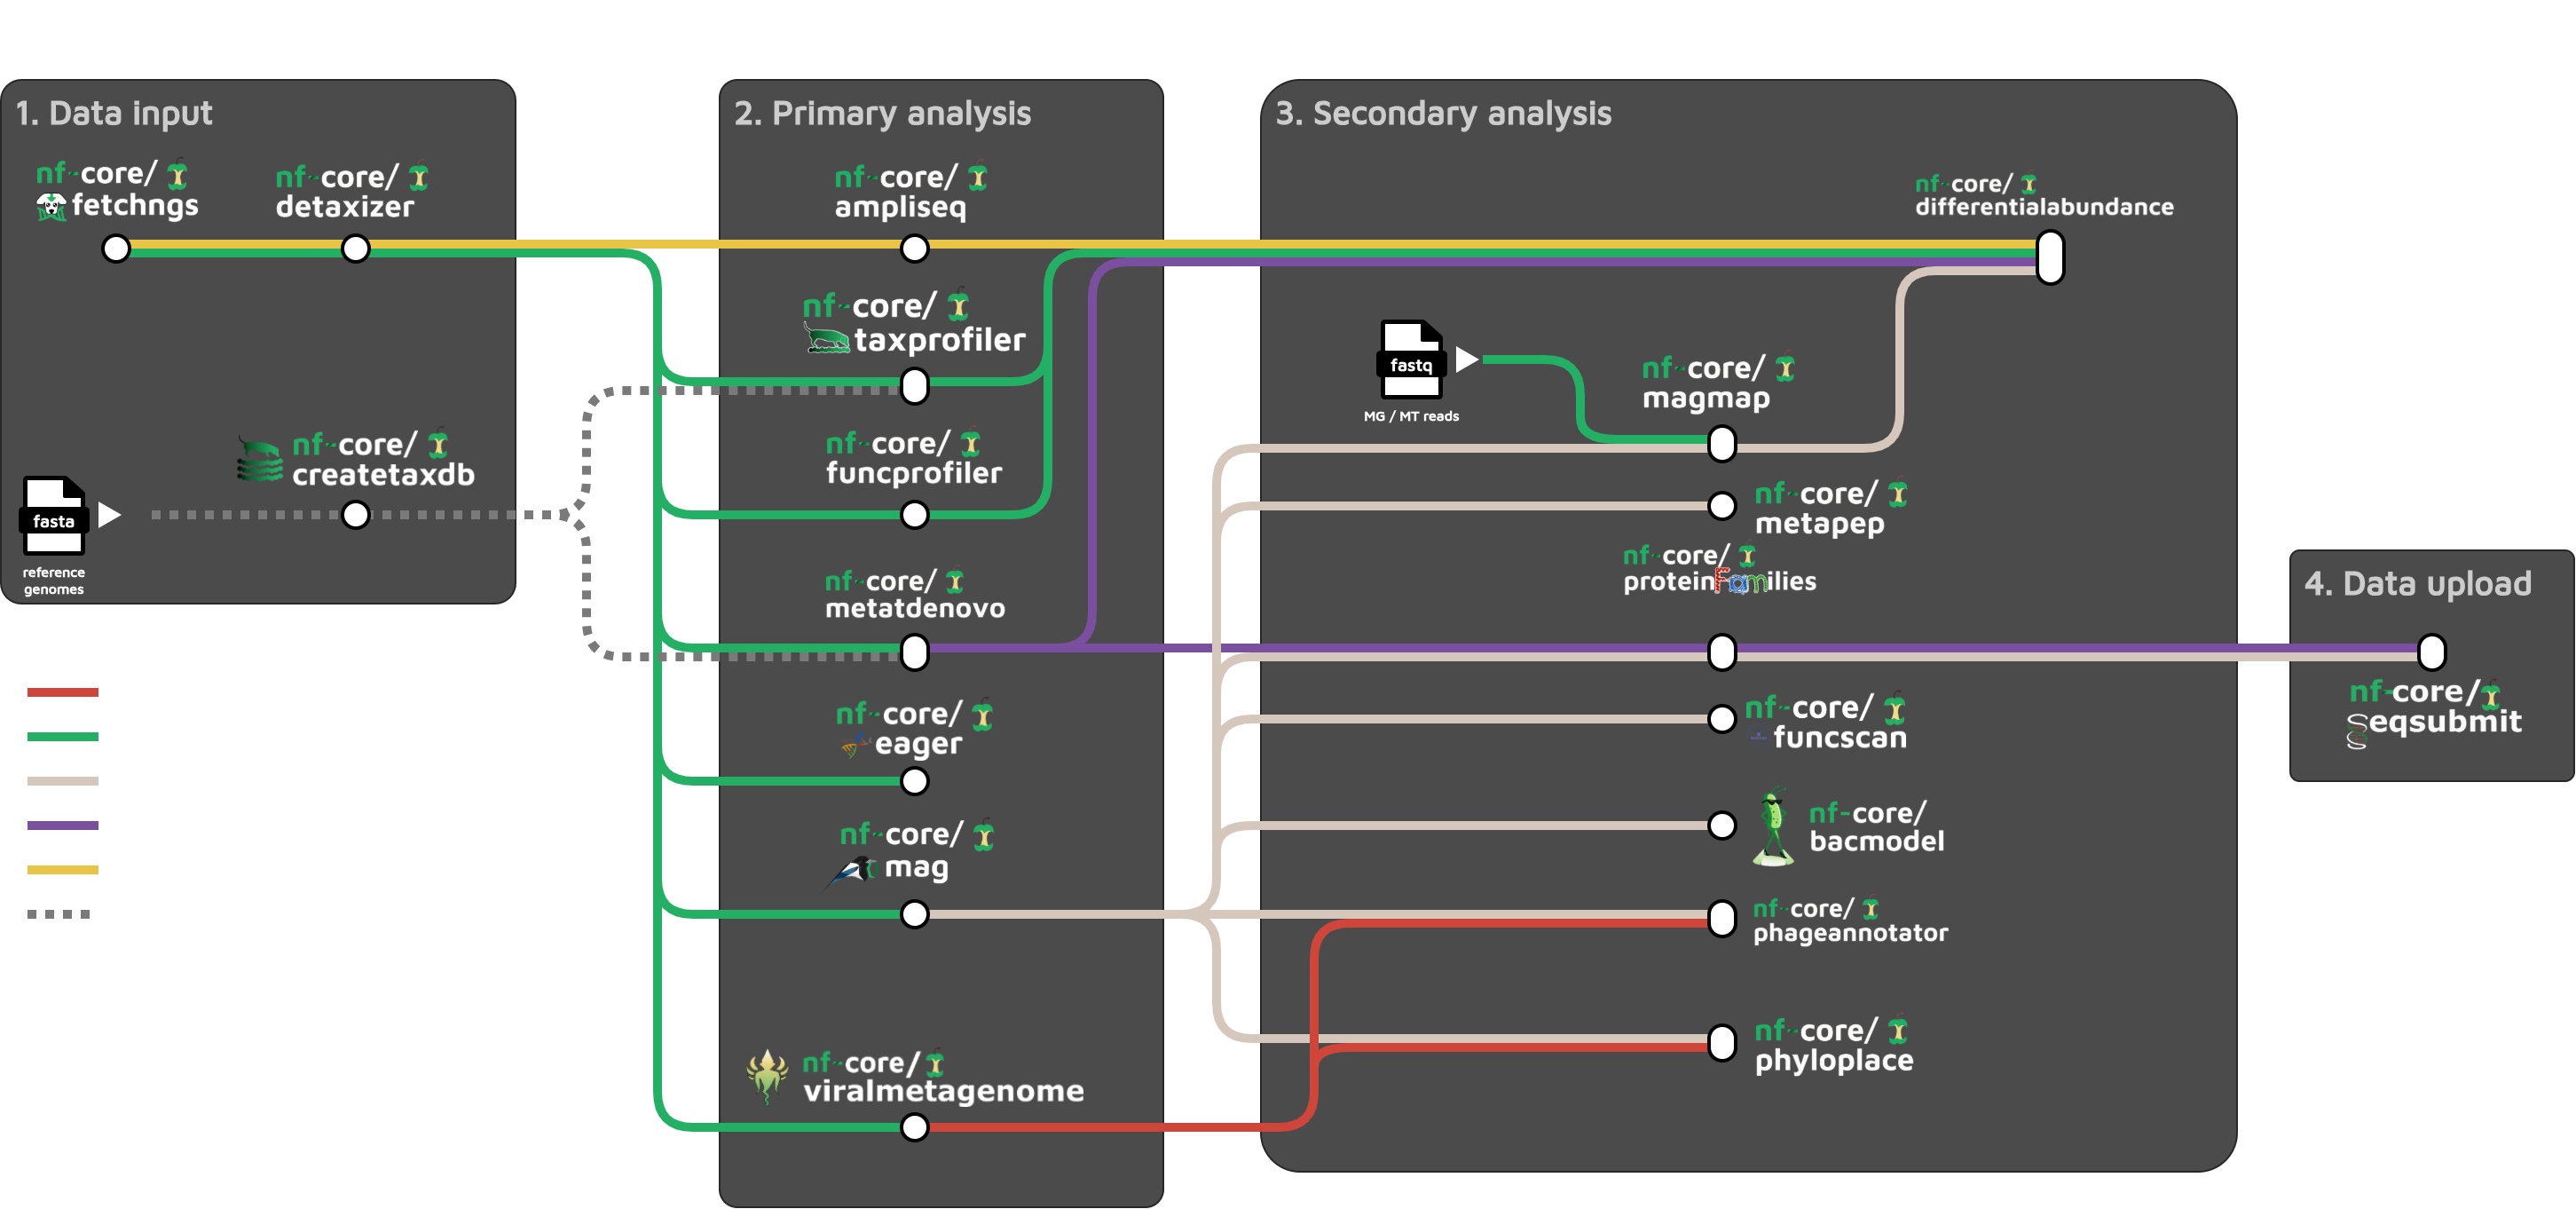 1. Data input
nf-core/
fetchngs
nf-core/
detaxizer
nf-core/
createtaxdb
fasta
reference
genomes
2. Primary analysis
nf-core/
ampliseq
nf-core/
taxprofiler
nf-core/
funcprofiler
nf-core/
metatdenovo
nf-core/
eager
nf-core/
mag
nf-core/
viralmetagenome
3. Secondary analysis
nf-core/
differentialabundance
fastq
MG / MT reads
nf-core/
magmap
nf-core/
metapep
nf-core/
proteinFamilies
nf-core/
funcscan
nf-core/
bacmodel
nf-core/
phageannotator
nf-core/
phyloplace
4. Data upload
nf-core/
seqsubmit